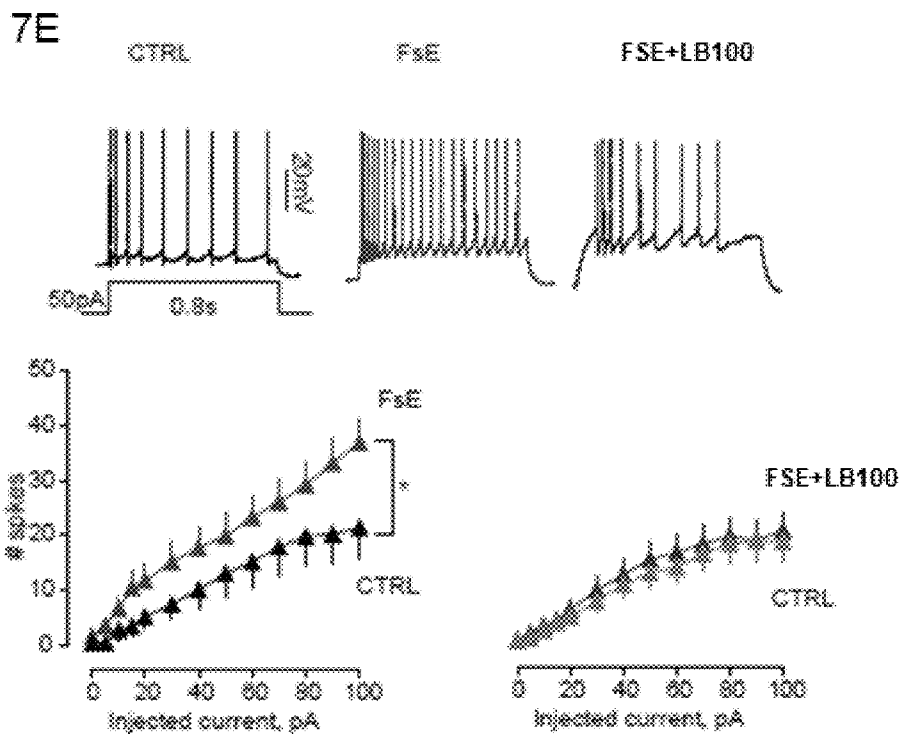 7E
CTRL FsE FSE+LB100
20mV
50pA 0.8s
50
40
30
20
10
0
# spikes
FsE
*
CTRL
0 20 40 60 80 100
Injected current, pA
FSE+LB100
CTRL
0 20 40 60 80 100
Injected current, pA